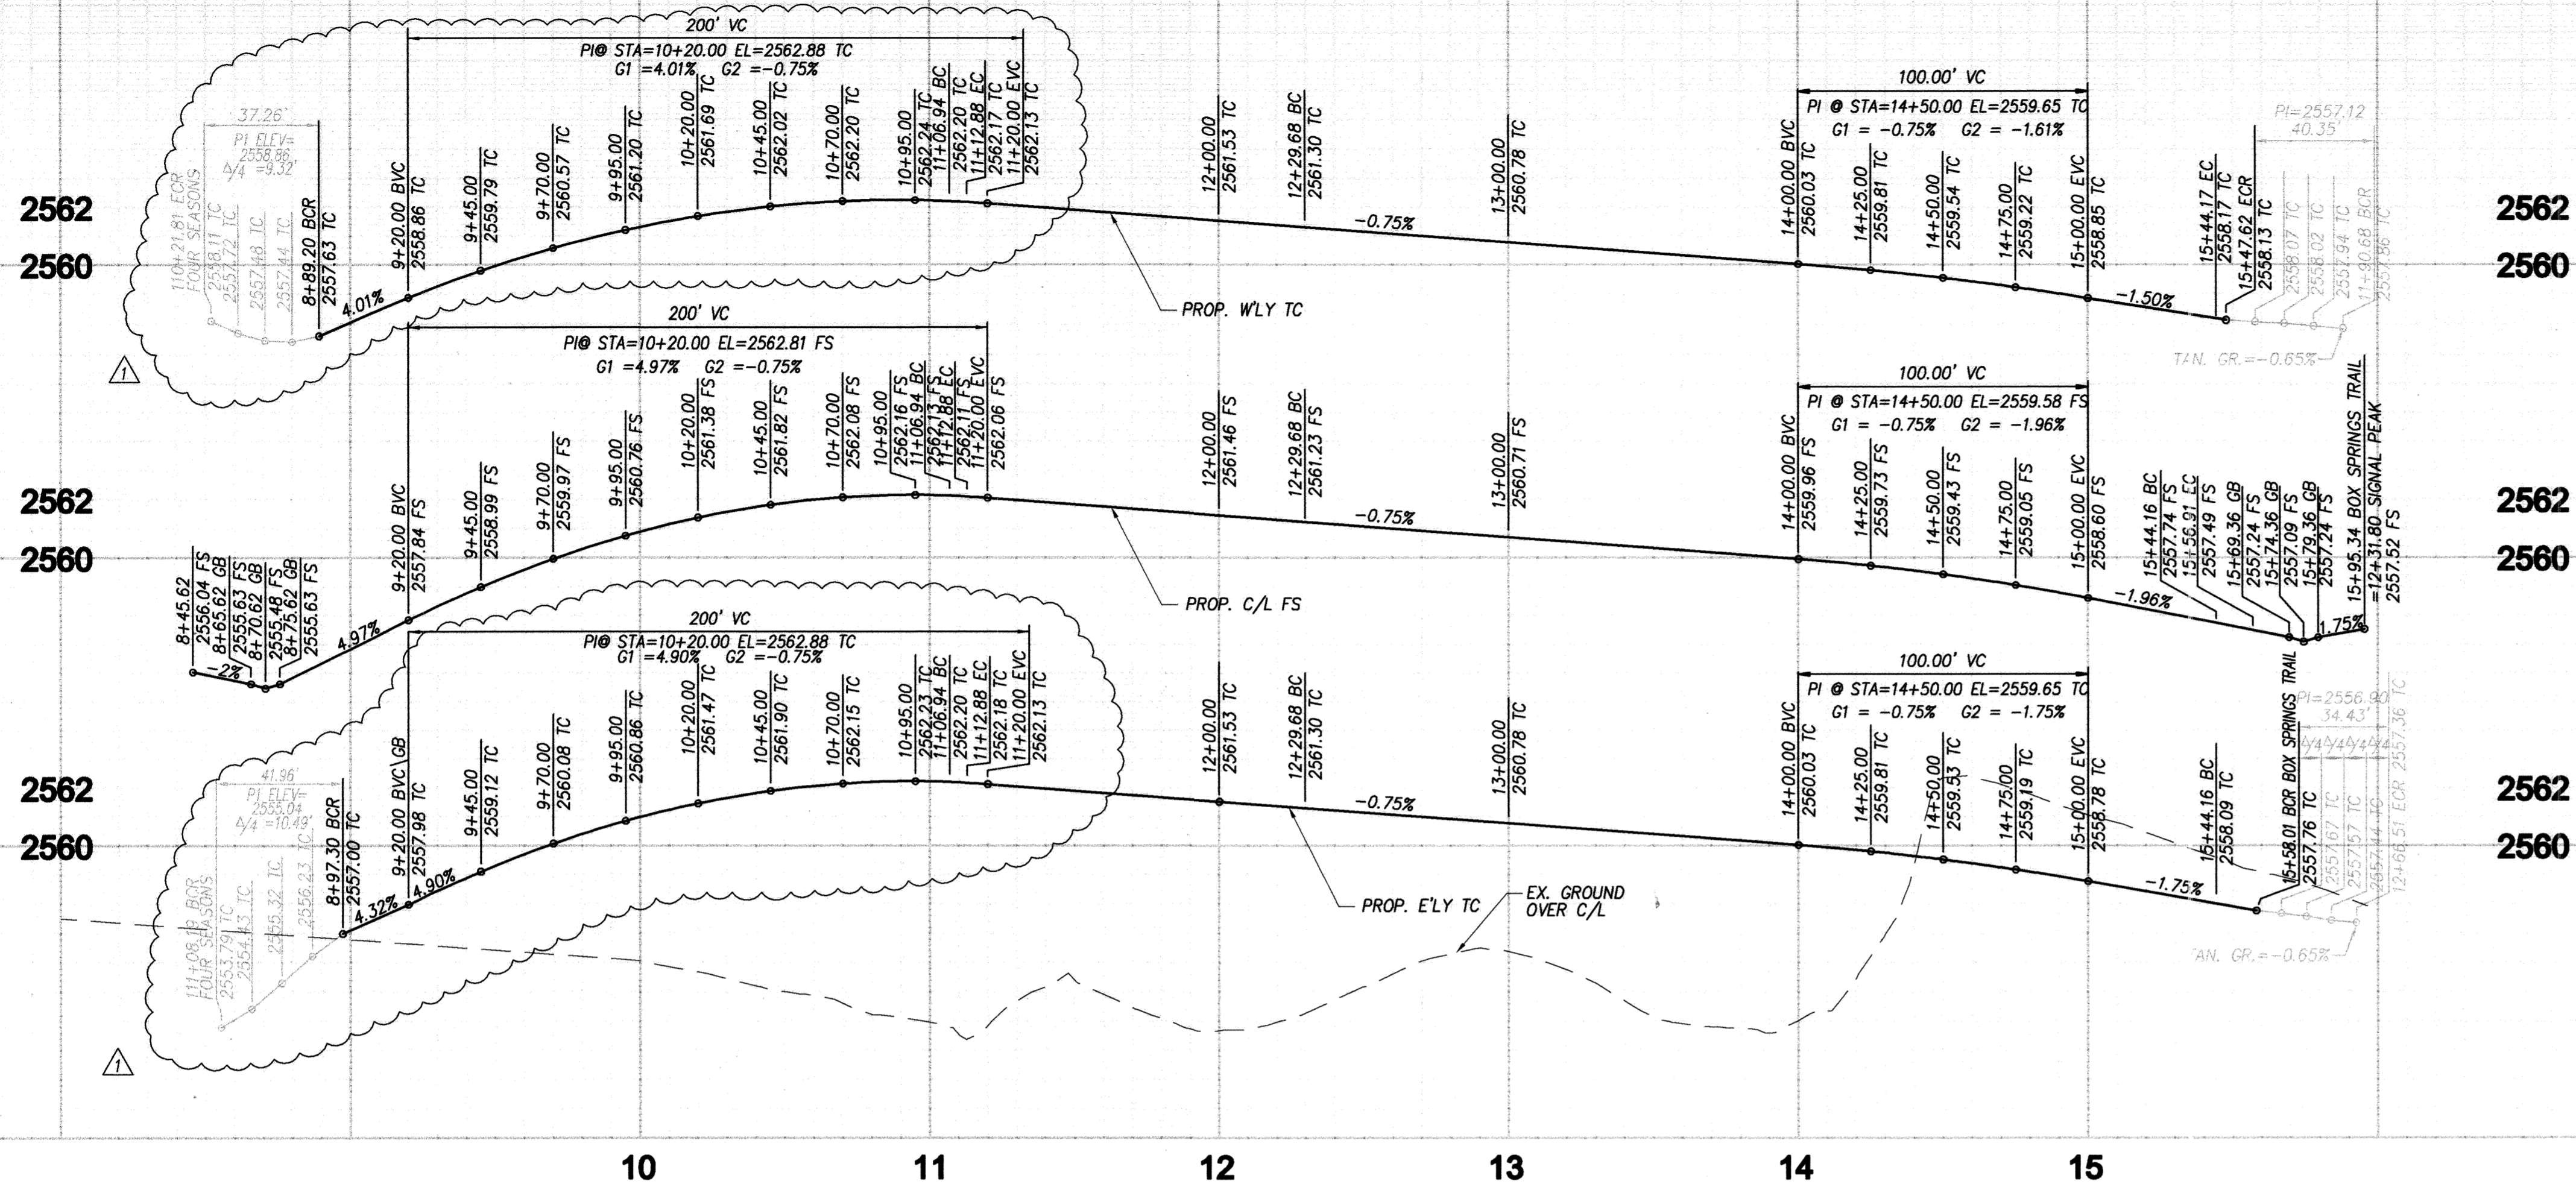 200' VC
PI@ STA=10+20.00 EL=2562.88 TC
G1 =4.01% G2 =-0.75%
37.26'
PI ELEV=
2558.86
Δ/4 =9.32'
110+21.81 ECR
FOUR SEASONS
2558.11 TC
2557.72 TC
2557.48 TC
2557.44 TC
8+89.20 BCR
2557.63 TC
4.01%
9+20.00 BVC
2558.86 TC
9+45.00
2559.79 TC
9+70.00
2560.57 TC
9+95.00
2561.20 TC
10+20.00
2561.69 TC
10+45.00
2562.02 TC
10+70.00
2562.20 TC
10+95.00
2562.24 TC
11+06.94 BC
2562.20 TC
11+12.88 EC
2562.17 TC
11+20.00 EVC
2562.13 TC
12+00.00
2561.53 TC
12+29.68 BC
2561.30 TC
-0.75%
13+00.00
2560.78 TC
100.00' VC
PI @ STA=14+50.00 EL=2559.65 TC
G1 = -0.75% G2 = -1.61%
14+00.00 BVC
2560.03 TC
14+25.00
2559.81 TC
14+50.00
2559.54 TC
14+75.00
2559.22 TC
15+00.00 EVC
2558.85 TC
-1.50%
15+44.17 EC
2558.17 TC
15+47.62 ECR
2558.13 TC
PI=2557.12
40.35'
2558.07 TC
2558.02 TC
2557.94 TC
11+90.68 BCR
2557.86 TC
TAN. GR.=-0.65%
2562
2560
2562
2560
PROP. W'LY TC
1
200' VC
PI@ STA=10+20.00 EL=2562.81 FS
G1 =4.97% G2 =-0.75%
8+45.62
2556.04 FS
8+65.62 GB
2555.63 FS
8+70.62 GB
2555.48 FS
8+75.62 GB
2555.63 FS
-2%
4.97%
9+20.00 BVC
2557.84 FS
9+45.00
2558.99 FS
9+70.00
2559.97 FS
9+95.00
2560.76 FS
10+20.00
2561.38 FS
10+45.00
2561.82 FS
10+70.00
2562.08 FS
10+95.00
2562.16 FS
11+06.94 BC
2562.13 FS
11+12.88 EC
2562.11 FS
11+20.00 EVC
2562.06 FS
12+00.00
2561.46 FS
12+29.68 BC
2561.23 FS
-0.75%
13+00.00
2560.71 FS
100.00' VC
PI @ STA=14+50.00 EL=2559.58 FS
G1 = -0.75% G2 = -1.96%
14+00.00 BVC
2559.96 FS
14+25.00
2559.73 FS
14+50.00
2559.43 FS
14+75.00
2559.05 FS
15+00.00 EVC
2558.60 FS
-1.96%
15+44.16 BC
2557.74 FS
15+56.91 EC
2557.49 FS
15+69.36 GB
2557.24 FS
15+74.36 GB
2557.09 FS
15+79.36 GB
2557.24 FS
1.75%
15+95.34 BOX SPRINGS TRAIL
=12+31.80 SIGNAL PEAK
2557.52 FS
2562
2560
2562
2560
PROP. C/L FS
200' VC
PI@ STA=10+20.00 EL=2562.88 TC
G1 =4.90% G2 =-0.75%
41.96'
PI ELEV=
2555.04
Δ/4 =10.49'
111+08.19 BCR
FOUR SEASONS
2553.79 TC
2554.43 TC
2555.32 TC
2556.23 TC
8+97.30 BCR
2557.00 TC
4.32%
9+20.00 BVC\GB
2557.98 TC
4.90%
9+45.00
2559.12 TC
9+70.00
2560.08 TC
9+95.00
2560.86 TC
10+20.00
2561.47 TC
10+45.00
2561.90 TC
10+70.00
2562.15 TC
10+95.00
2562.23 TC
11+06.94 BC
2562.20 TC
11+12.88 EC
2562.18 TC
11+20.00 EVC
2562.13 TC
12+00.00
2561.53 TC
12+29.68 BC
2561.30 TC
-0.75%
13+00.00
2560.78 TC
100.00' VC
PI @ STA=14+50.00 EL=2559.65 TC
G1 = -0.75% G2 = -1.75%
14+00.00 BVC
2560.03 TC
14+25.00
2559.81 TC
14+50.00
2559.53 TC
14+75.00
2559.19 TC
15+00.00 EVC
2558.78 TC
-1.75%
15+44.16 BC
2558.09 TC
15+58.01 BCR BOX SPRINGS TRAIL
2557.76 TC
PI=2556.90
34.43'
Δ/4 Δ/4 Δ/4 Δ/4
2557.67 TC
2557.57 TC
2557.44 TC
12+66.51 ECR 2557.36 TC
AN. GR.=-0.65%
2562
2560
2562
2560
PROP. E'LY TC
EX. GROUND
OVER C/L
1
10 11 12 13 14 15